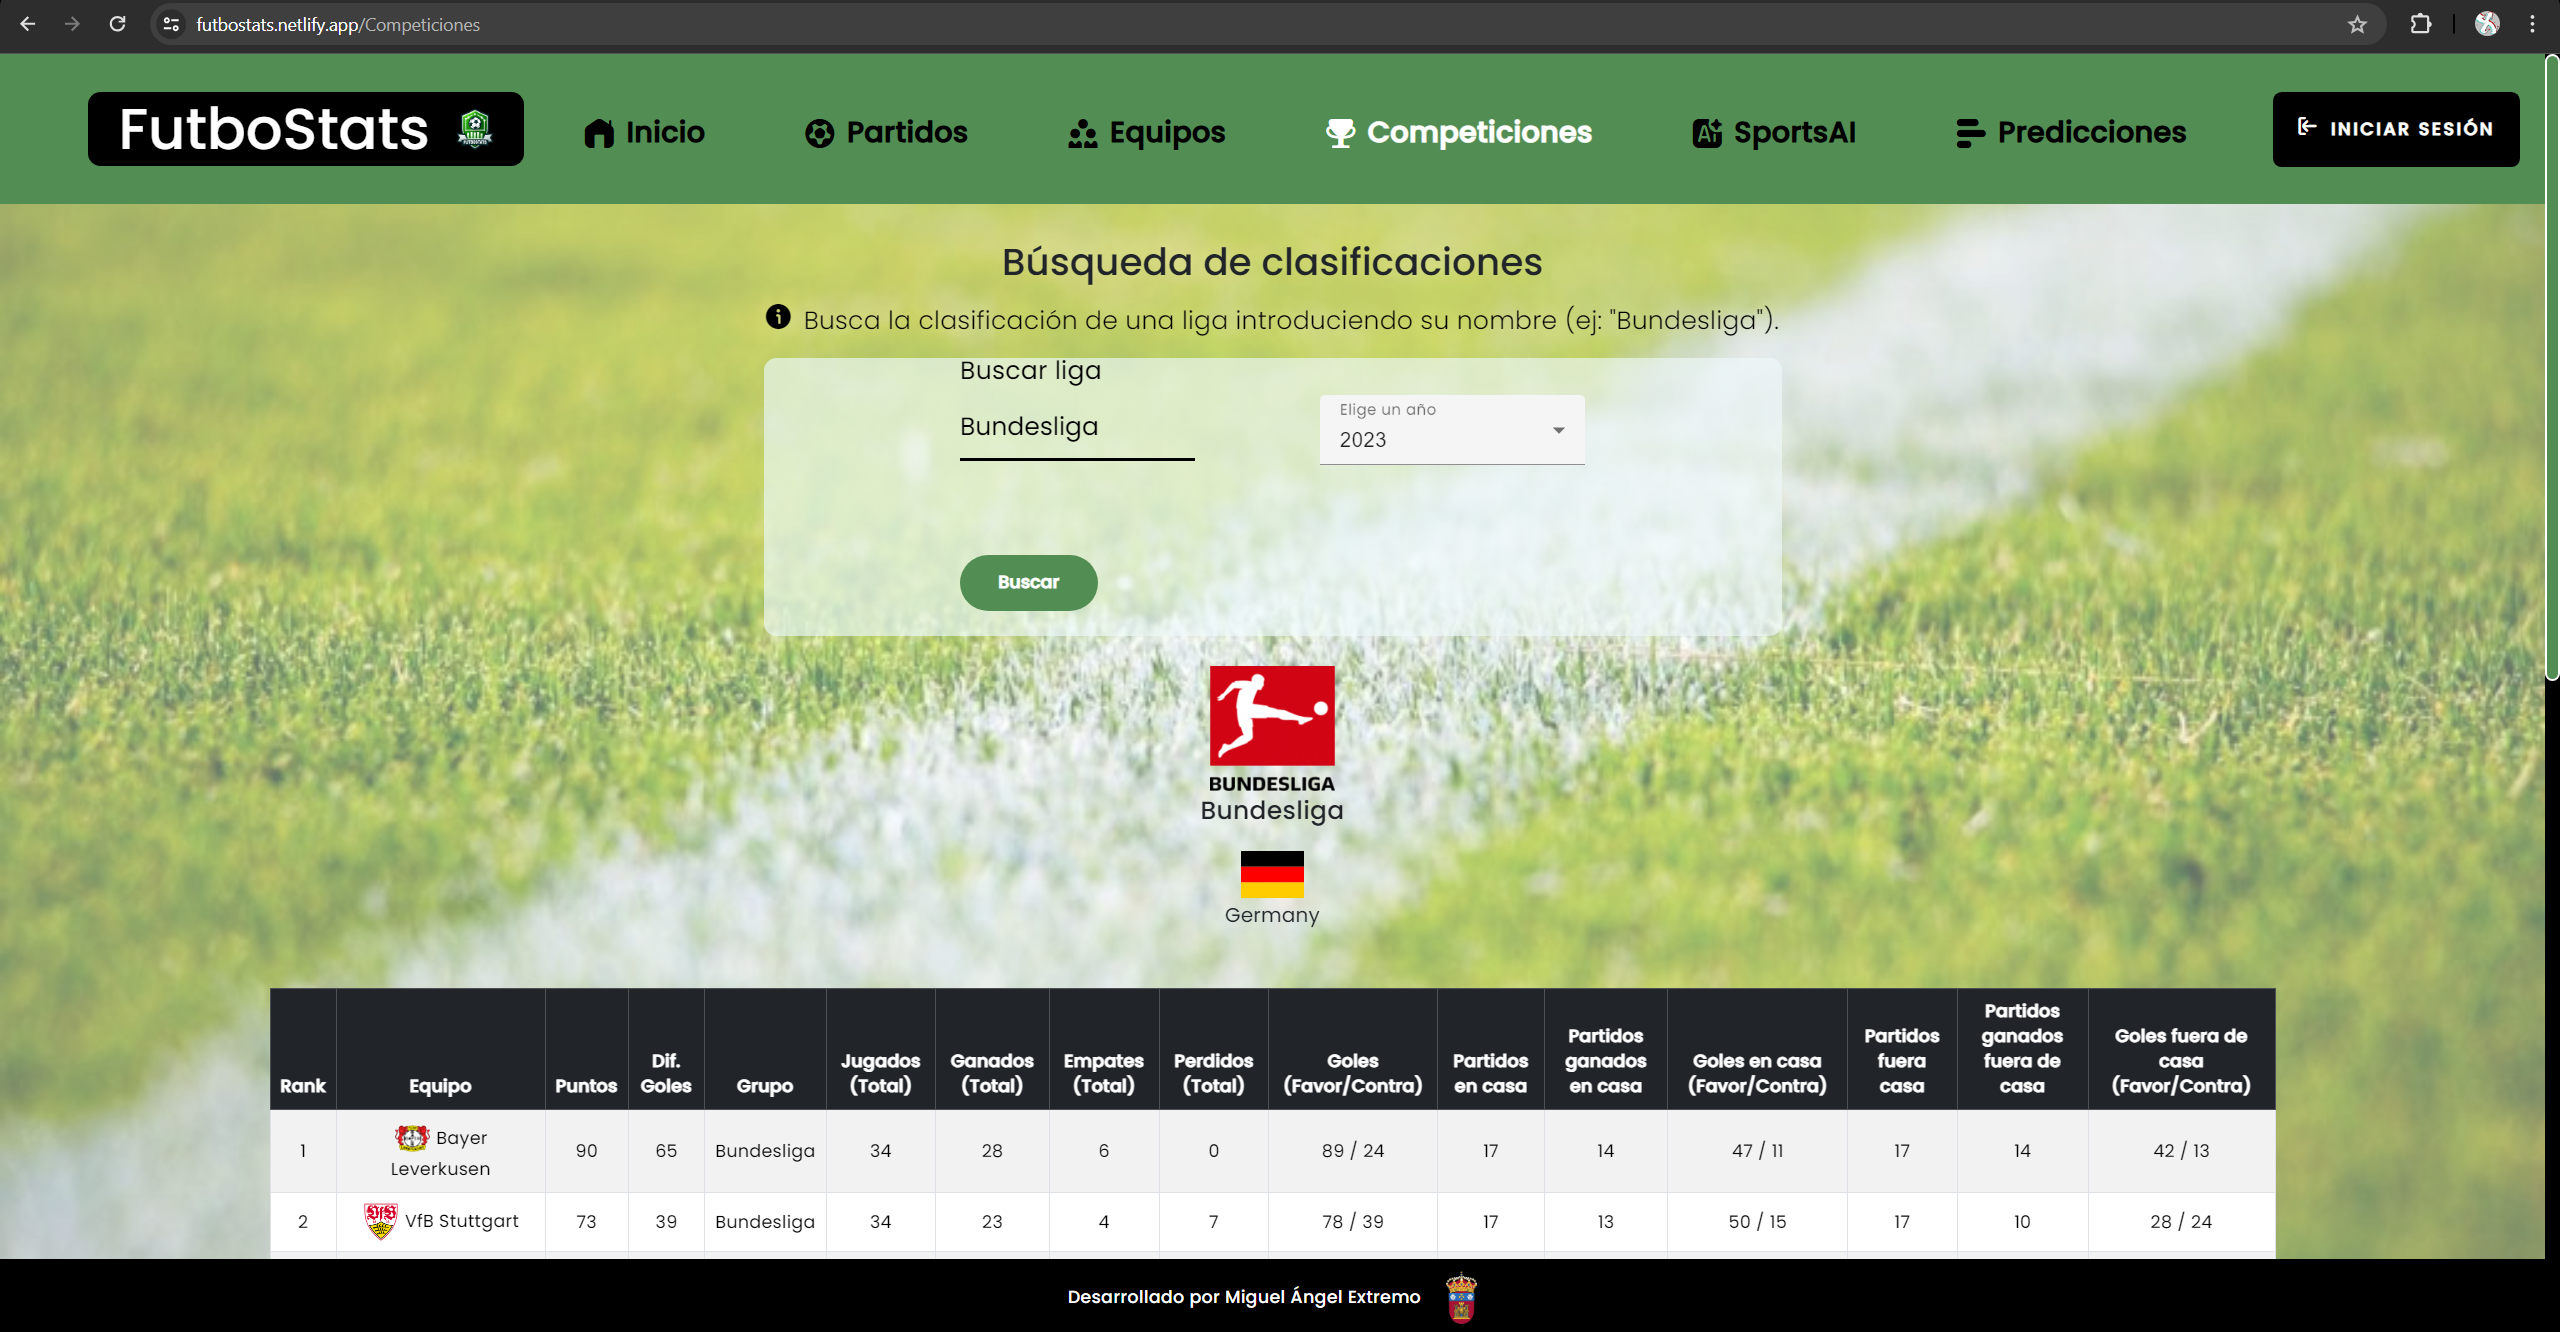 futbostats.netlify.app/Competiciones
FutboStats
Inicio
Partidos
Equipos
Competiciones
SportsAI
Predicciones
INICIAR SESIÓN
Búsqueda de clasificaciones
Busca la clasificación de una liga introduciendo su nombre (ej: "Bundesliga").
Buscar liga
Bundesliga
Elige un año
2023
Buscar
BUNDESLIGA
Bundesliga
Germany
Rank Equipo Puntos Dif. Goles Grupo Jugados (Total) Ganados (Total) Empates (Total) Perdidos (Total) Goles (Favor/Contra) Partidos en casa Partidos ganados en casa Goles en casa (Favor/Contra) Partidos fuera casa Partidos ganados fuera de casa Goles fuera de casa (Favor/Contra)
1 Bayer Leverkusen 90 65 Bundesliga 34 28 6 0 89 / 24 17 14 47 / 11 17 14 42 / 13
2 VfB Stuttgart 73 39 Bundesliga 34 23 4 7 78 / 39 17 13 50 / 15 17 10 28 / 24
Desarrollado por Miguel Ángel Extremo